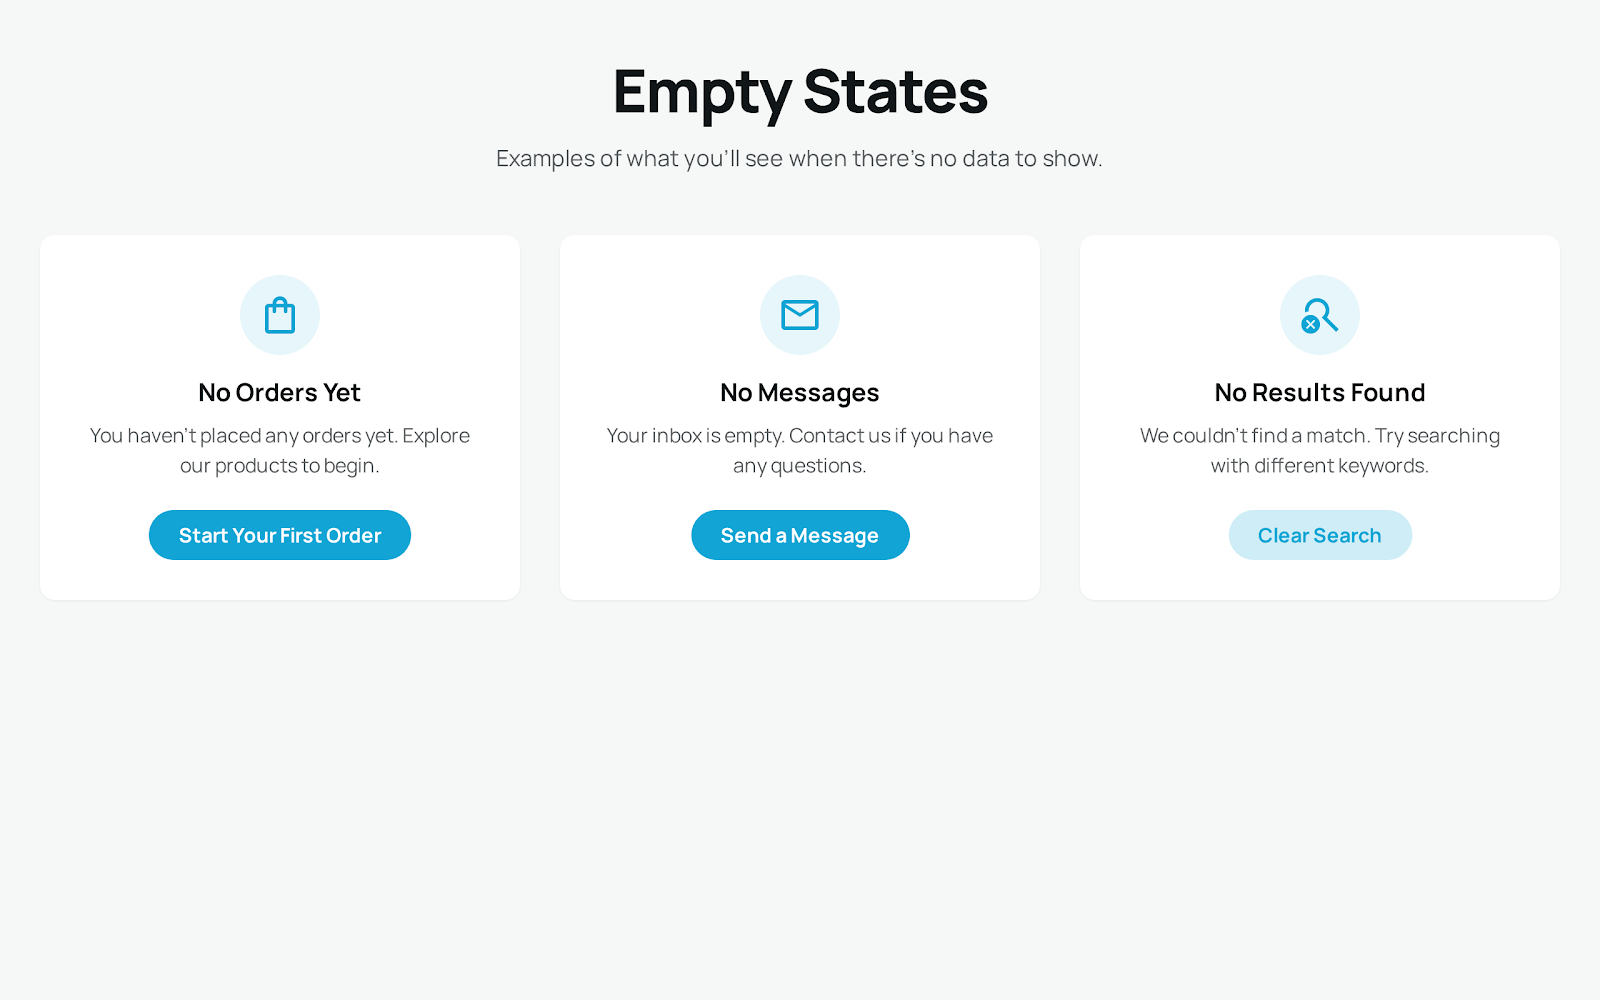 Empty States
Examples of what you'll see when there's no data to show.
No Orders Yet
You haven't placed any orders yet. Explore
our products to begin.
Start Your First Order
No Messages
Your inbox is empty. Contact us if you have
any questions.
Send a Message
No Results Found
We couldn't find a match. Try searching
with different keywords.
Clear Search